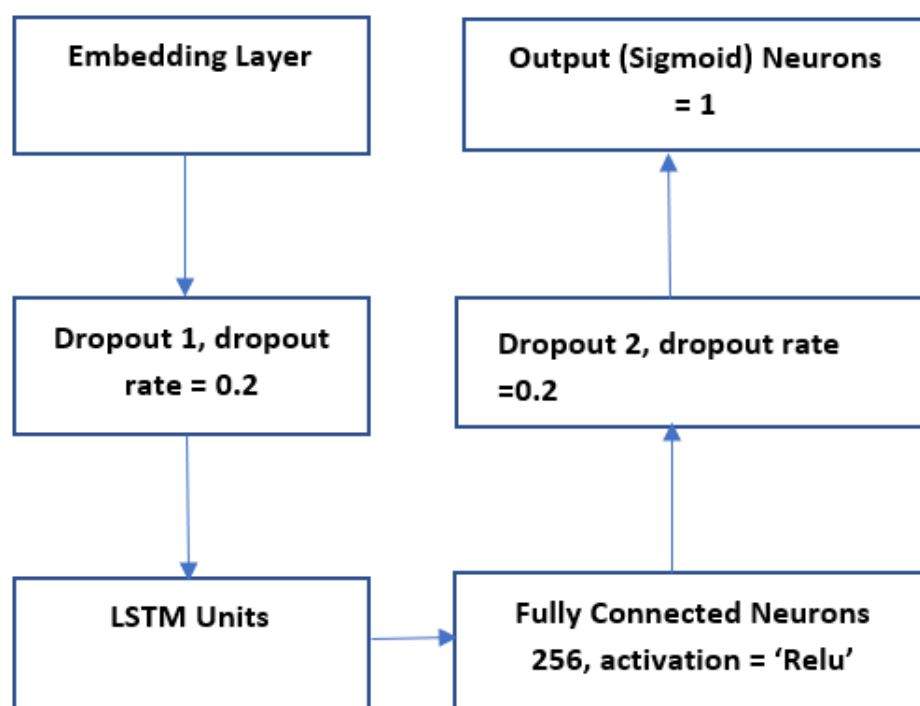 Embedding Layer
Dropout 1, dropout
rate = 0.2
LSTM Units
Fully Connected Neurons
256, activation = ‘Relu’
Dropout 2, dropout rate
=0.2
Output (Sigmoid) Neurons
= 1